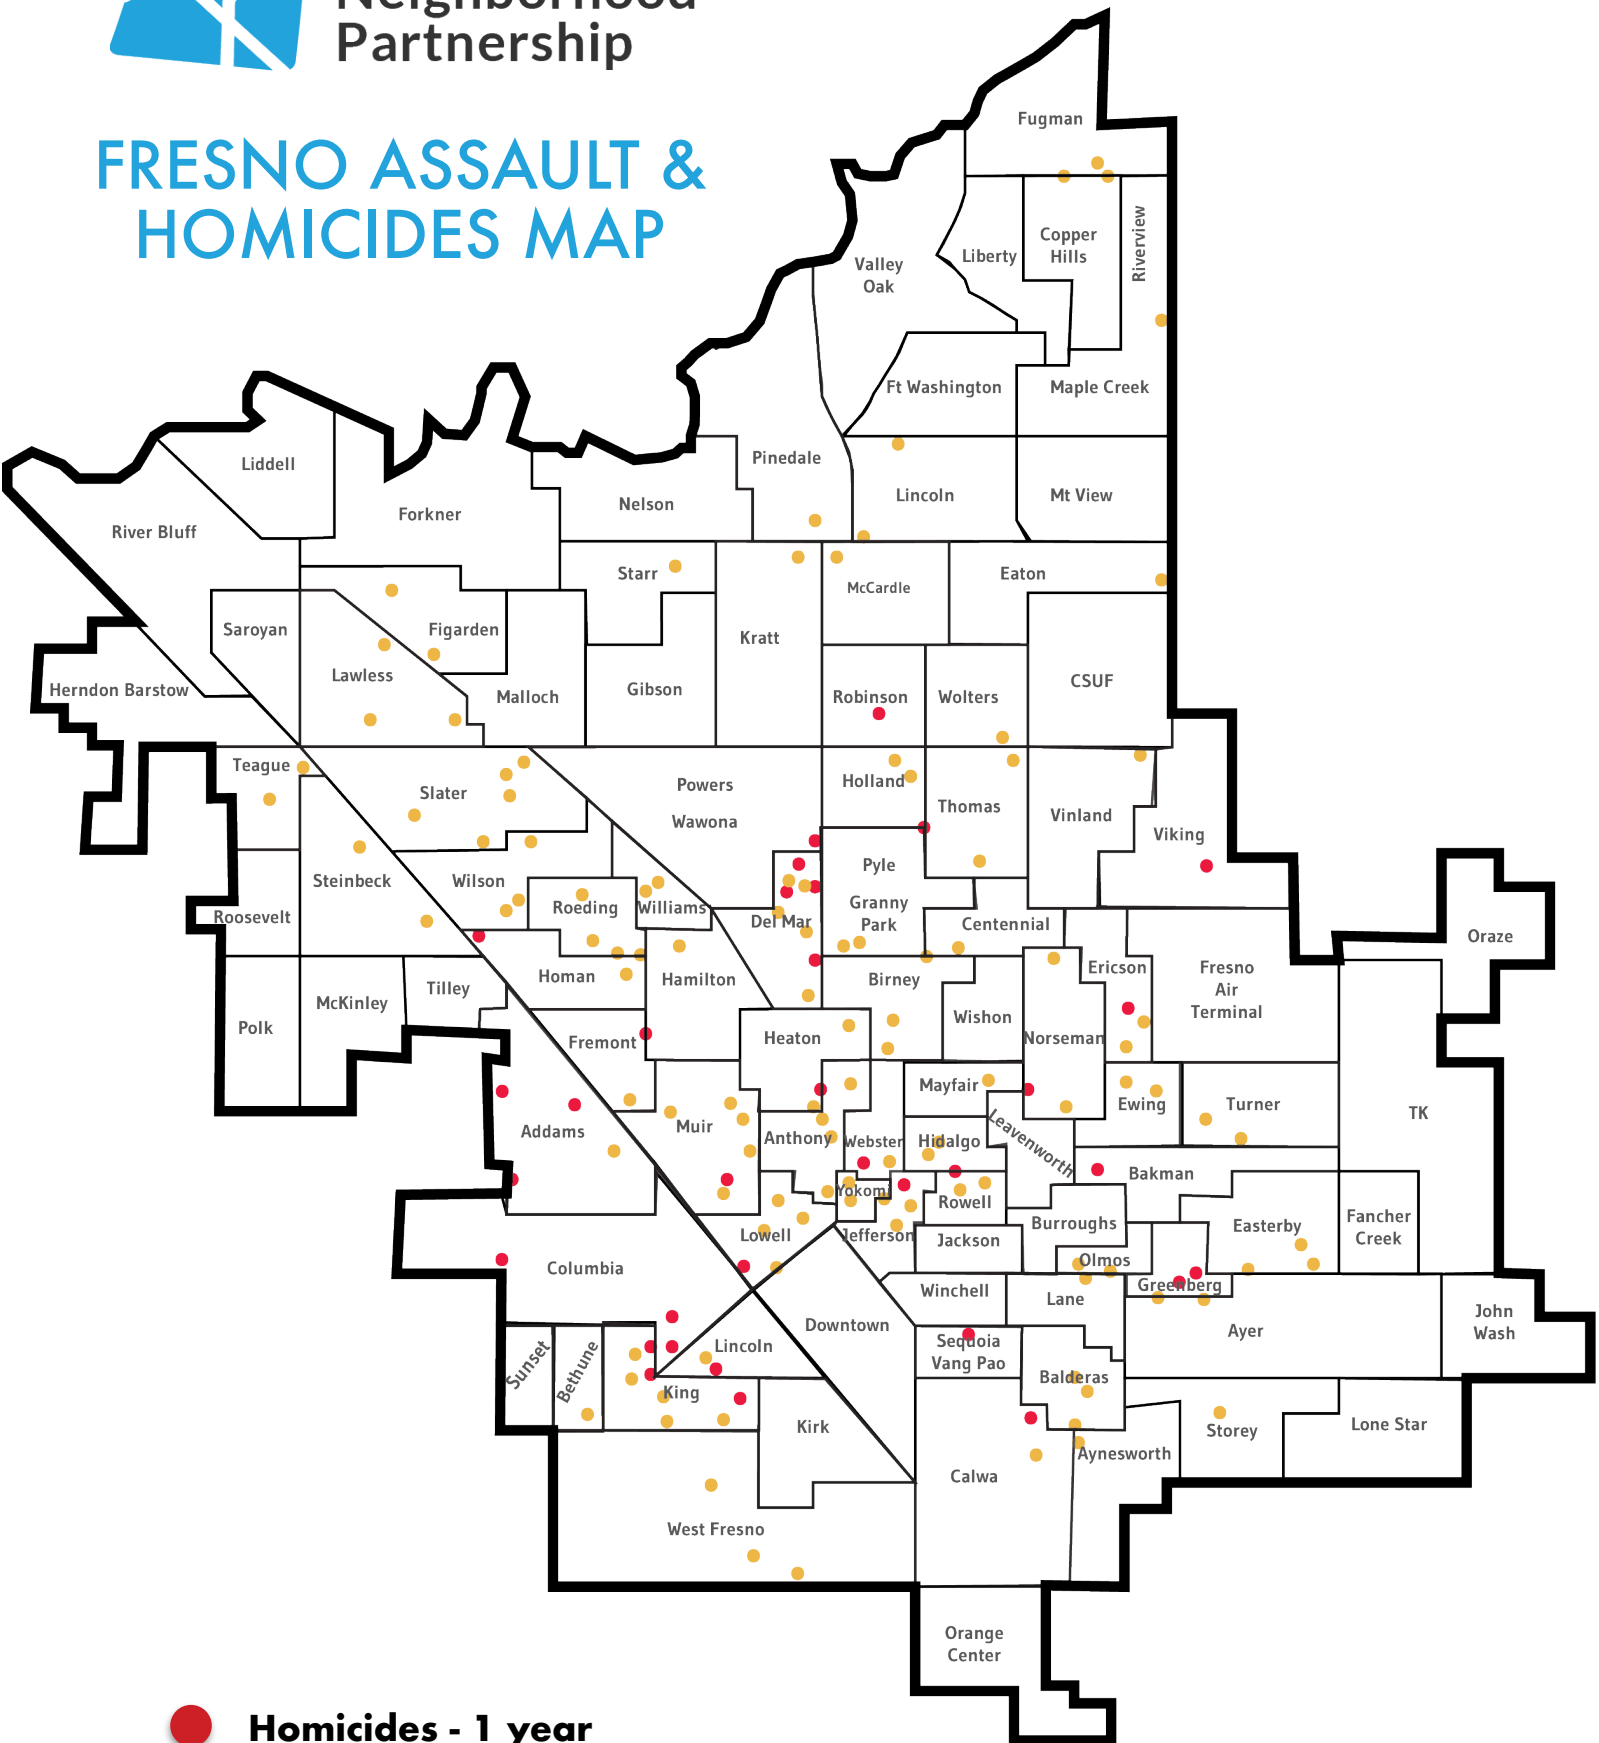 Partnership
FRESNO ASSAULT &
HOMICIDES MAP
Fugman
Riverview
Copper
Hills
Liberty
Valley
Oak
Ft Washington
Maple Creek
Liddell
Pinedale
Nelson
Lincoln
Mt View
Forkner
River Bluff
Starr
Eaton
McCardle
Saroyan
Figarden
Kratt
Lawless
CSUF
Herndon Barstow
Malloch
Gibson
Robinson
Wolters
Teague
Slater
Powers
Wawona
Holland
Thomas
Vinland
Viking
Pyle
Steinbeck
Wilson
Roeding
Williams
Granny
Park
Roosevelt
Del Mar
Centennial
Oraze
Homan
Hamilton
Birney
Ericson
Fresno
Air
Terminal
Tilley
McKinley
Polk
Wishon
Fremont
Heaton
Norseman
Mayfair
Ewing
Turner
TK
Addams
Muir
Anthony
Webster
Hidalgo
Leavenworth
Bakman
Yokomi
Rowell
Burroughs
Easterby
Fancher
Creek
Lowell
Jefferson
Jackson
Olmos
Columbia
Winchell
Lane
Greenberg
Downtown
Ayer
John
Wash
Sunset
Bethune
Lincoln
Sequoia
Vang Pao
Balderas
King
Kirk
Storey
Lone Star
Aynesworth
Calwa
West Fresno
Orange
Center
Homicides - 1 year